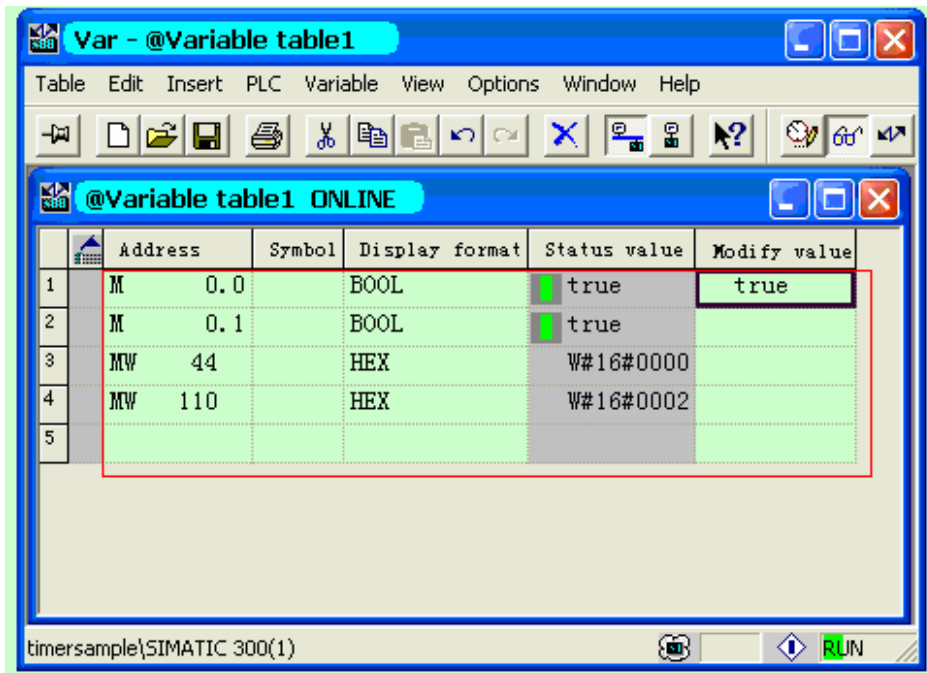 Var - @Variable table1
Table Edit Insert PLC Variable View Options Window Help
@Variable table1 ONLINE
Address Symbol Display format Status value Modify value
1 M 0.0 BOOL true true
2 M 0.1 BOOL true
3 MW 44 HEX W#16#0000
4 MW 110 HEX W#16#0002
5
timersample\SIMATIC 300(1) RUN